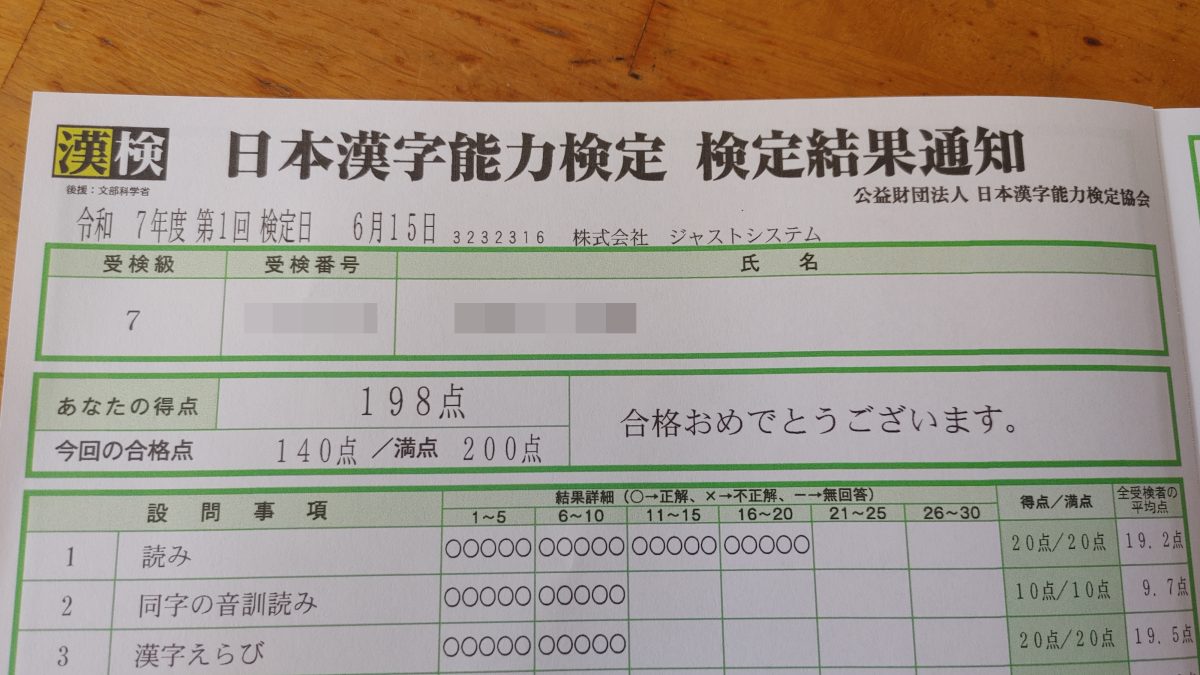 漢検
日本漢字能力検定 検定結果通知
後援:文部科学省
公益財団法人 日本漢字能力検定協会
令和 7年度 第1回 検定日 6月15日 3232316 株式会社 ジャストシステム
受検級 受検番号 氏 名
7
あなたの得点 198点
合格おめでとうございます。
今回の合格点 140点 /満点 200点
設 問 事 項 結果詳細(○→正解、×→不正解、-→無回答) 得点/満点 全受検者の
平均点
1~5 6~10 11~15 16~20 21~25 26~30
1 読み ○○○○○ ○○○○○ ○○○○○ ○○○○○ 20点/20点 19.2点
2 同字の音訓読み ○○○○○ ○○○○○ 10点/10点 9.7点
3 漢字えらび ○○○○○ ○○○○○ 20点/20点 19.5点